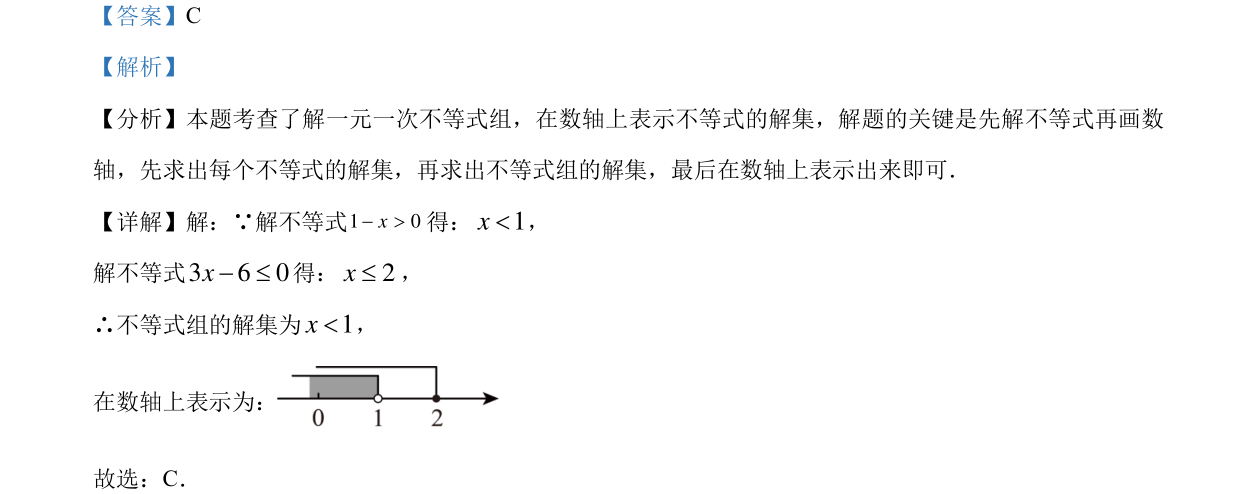 【答案】C
【解析】
【分析】本题考查了解一元一次不等式组，在数轴上表示不等式的解集，解题的关键是先解不等式再画数
轴，先求出每个不等式的解集，再求出不等式组的解集，最后在数轴上表示出来即可．
【详解】解：∵解不等式1−x>0得：x<1，
解不等式3x−6≤0得：x≤2，
∴不等式组的解集为x<1，
在数轴上表示为：
0 1 2
故选：C．